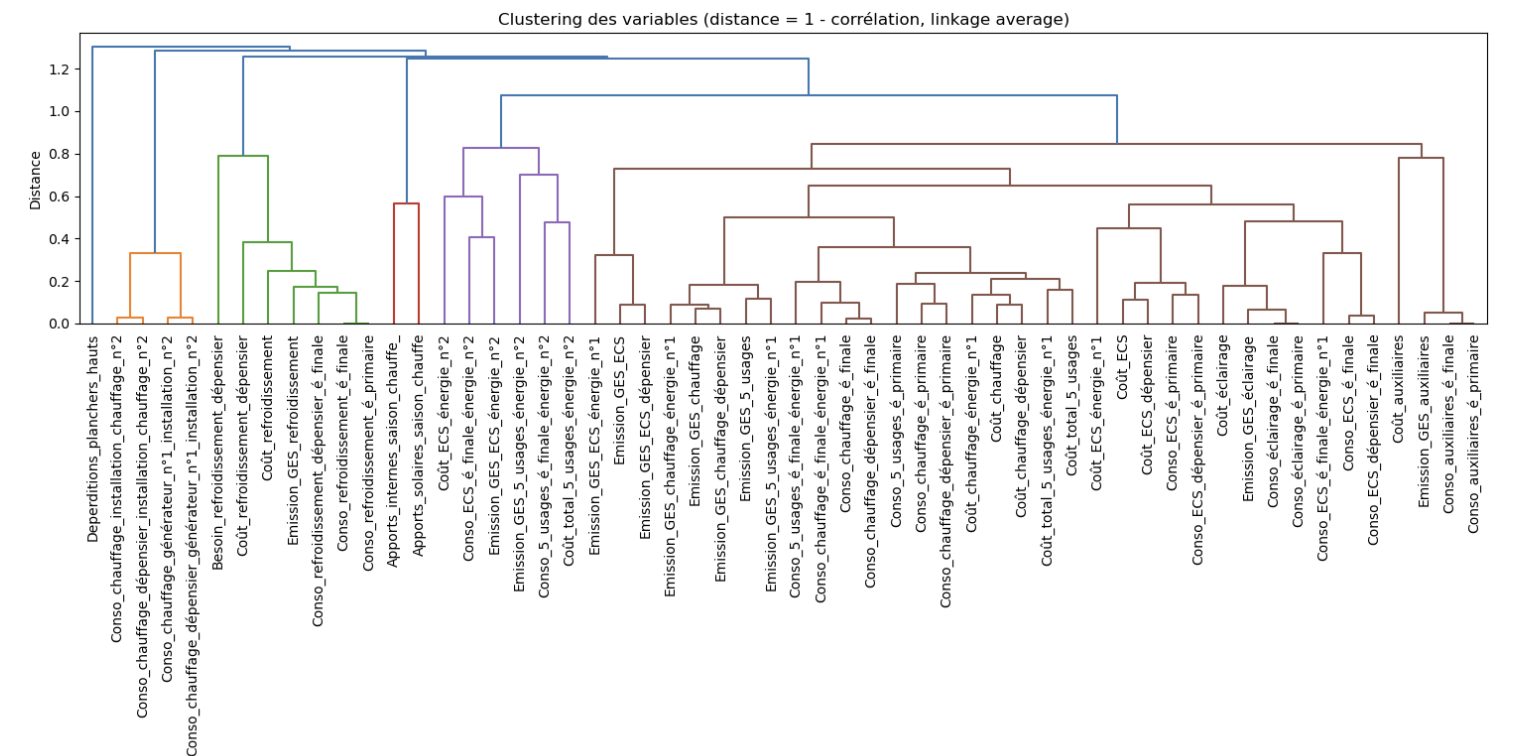 Clustering des variables (distance = 1 - corrélation, linkage average)
Distance
1.2
1.0
0.8
0.6
0.4
0.2
0.0
Deperditions_planchers_hauts
Conso_chauffage_installation_chauffage_n°2
Conso_chauffage_dépensier_installation_chauffage_n°2
Conso_chauffage_générateur_n°1_installation_n°2
Conso_chauffage_dépensier_générateur_n°1_installation_n°2
Besoin_refroidissement_dépensier
Coût_refroidissement_dépensier
Coût_refroidissement
Emission_GES_refroidissement
Conso_refroidissement_dépensier_é_finale
Conso_refroidissement_é_finale
Conso_refroidissement_é_primaire
Apports_internes_saison_chauffe_
Apports_solaires_saison_chauffe
Coût_ECS_énergie_n°2
Conso_ECS_é_finale_énergie_n°2
Emission_GES_ECS_énergie_n°2
Emission_GES_5_usages_énergie_n°2
Conso_5_usages_é_finale_énergie_n°2
Coût_total_5_usages_énergie_n°2
Emission_GES_ECS_énergie_n°1
Emission_GES_ECS
Emission_GES_ECS_dépensier
Emission_GES_chauffage_énergie_n°1
Emission_GES_chauffage
Emission_GES_chauffage_dépensier
Emission_GES_5_usages
Emission_GES_5_usages_énergie_n°1
Conso_5_usages_é_finale_énergie_n°1
Conso_chauffage_é_finale_énergie_n°1
Conso_chauffage_é_finale
Conso_chauffage_dépensier_é_finale
Conso_5_usages_é_primaire
Conso_chauffage_é_primaire
Conso_chauffage_dépensier_é_primaire
Coût_chauffage_énergie_n°1
Coût_chauffage
Coût_chauffage_dépensier
Coût_total_5_usages_énergie_n°1
Coût_total_5_usages
Coût_ECS_énergie_n°1
Coût_ECS
Coût_ECS_dépensier
Conso_ECS_é_primaire
Conso_ECS_dépensier_é_primaire
Coût_éclairage
Emission_GES_éclairage
Conso_éclairage_é_finale
Conso_éclairage_é_primaire
Conso_ECS_é_finale_énergie_n°1
Conso_ECS_é_finale
Conso_ECS_dépensier_é_finale
Coût_auxiliaires
Emission_GES_auxiliaires
Conso_auxiliaires_é_finale
Conso_auxiliaires_é_primaire